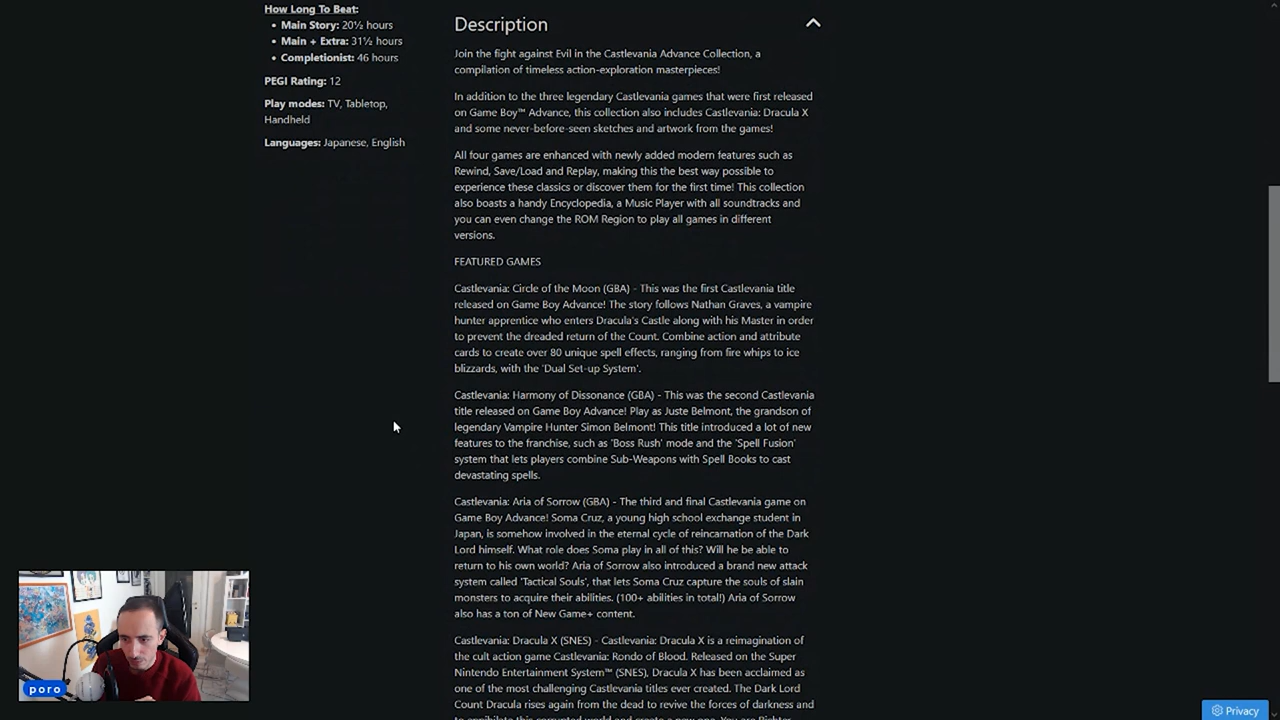 How Long To Beat:
• Main Story: 20½ hours
• Main + Extra: 31½ hours
• Completionist: 46 hours
PEGI Rating: 12
Play modes: TV, Tabletop,
Handheld
Languages: Japanese, English
Description
Join the fight against Evil in the Castlevania Advance Collection, a
compilation of timeless action-exploration masterpieces!
In addition to the three legendary Castlevania games that were first released
on Game Boy™ Advance, this collection also includes Castlevania: Dracula X
and some never-before-seen sketches and artwork from the games!
All four games are enhanced with newly added modern features such as
Rewind, Save/Load and Replay, making this the best way possible to
experience these classics or discover them for the first time! This collection
also boasts a handy Encyclopedia, a Music Player with all soundtracks and
you can even change the ROM Region to play all games in different
versions.
FEATURED GAMES
Castlevania: Circle of the Moon (GBA) - This was the first Castlevania title
released on Game Boy Advance! The story follows Nathan Graves, a vampire
hunter apprentice who enters Dracula's Castle along with his Master in order
to prevent the dreaded return of the Count. Combine action and attribute
cards to create over 80 unique spell effects, ranging from fire whips to ice
blizzards, with the 'Dual Set-up System'.
Castlevania: Harmony of Dissonance (GBA) - This was the second Castlevania
title released on Game Boy Advance! Play as Juste Belmont, the grandson of
legendary Vampire Hunter Simon Belmont! This title introduced a lot of new
features to the franchise, such as 'Boss Rush' mode and the 'Spell Fusion'
system that lets players combine Sub-Weapons with Spell Books to cast
devastating spells.
Castlevania: Aria of Sorrow (GBA) - The third and final Castlevania game on
Game Boy Advance! Soma Cruz, a young high school exchange student in
Japan, is somehow involved in the eternal cycle of reincarnation of the Dark
Lord himself. What role does Soma play in all of this? Will he be able to
return to his own world? Aria of Sorrow also introduced a brand new attack
system called 'Tactical Souls', that lets Soma Cruz capture the souls of slain
monsters to acquire their abilities. (100+ abilities in total!) Aria of Sorrow
also has a ton of New Game+ content.
Castlevania: Dracula X (SNES) - Castlevania: Dracula X is a reimagination of
the cult action game Castlevania: Rondo of Blood. Released on the Super
Nintendo Entertainment System™ (SNES), Dracula X has been acclaimed as
one of the most challenging Castlevania titles ever created. The Dark Lord
Count Dracula rises again from the dead to revive the forces of darkness and
to annihilate this corrupted world and create a new one. You are Richter
poro
Privacy